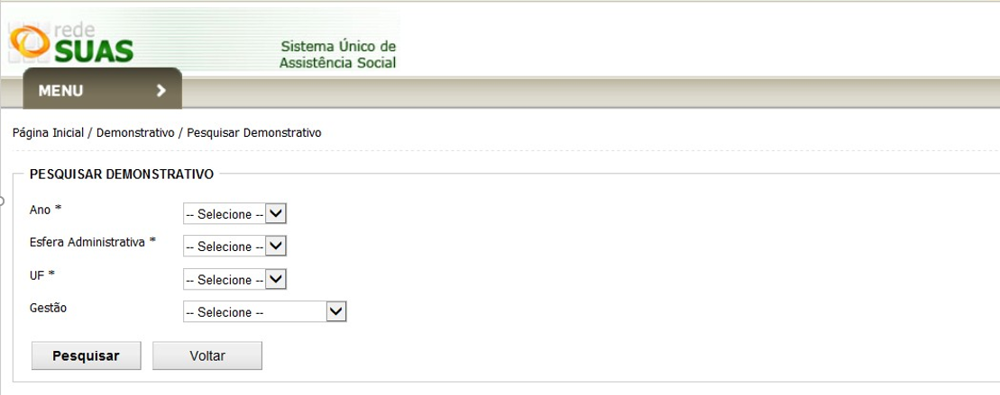 rede
SUAS
Sistema Único de
Assistência Social
MENU
Página Inicial / Demonstrativo / Pesquisar Demonstrativo
PESQUISAR DEMONSTRATIVO
Ano * -- Selecione --
Esfera Administrativa * -- Selecione --
UF * -- Selecione --
Gestão -- Selecione --
Pesquisar Voltar